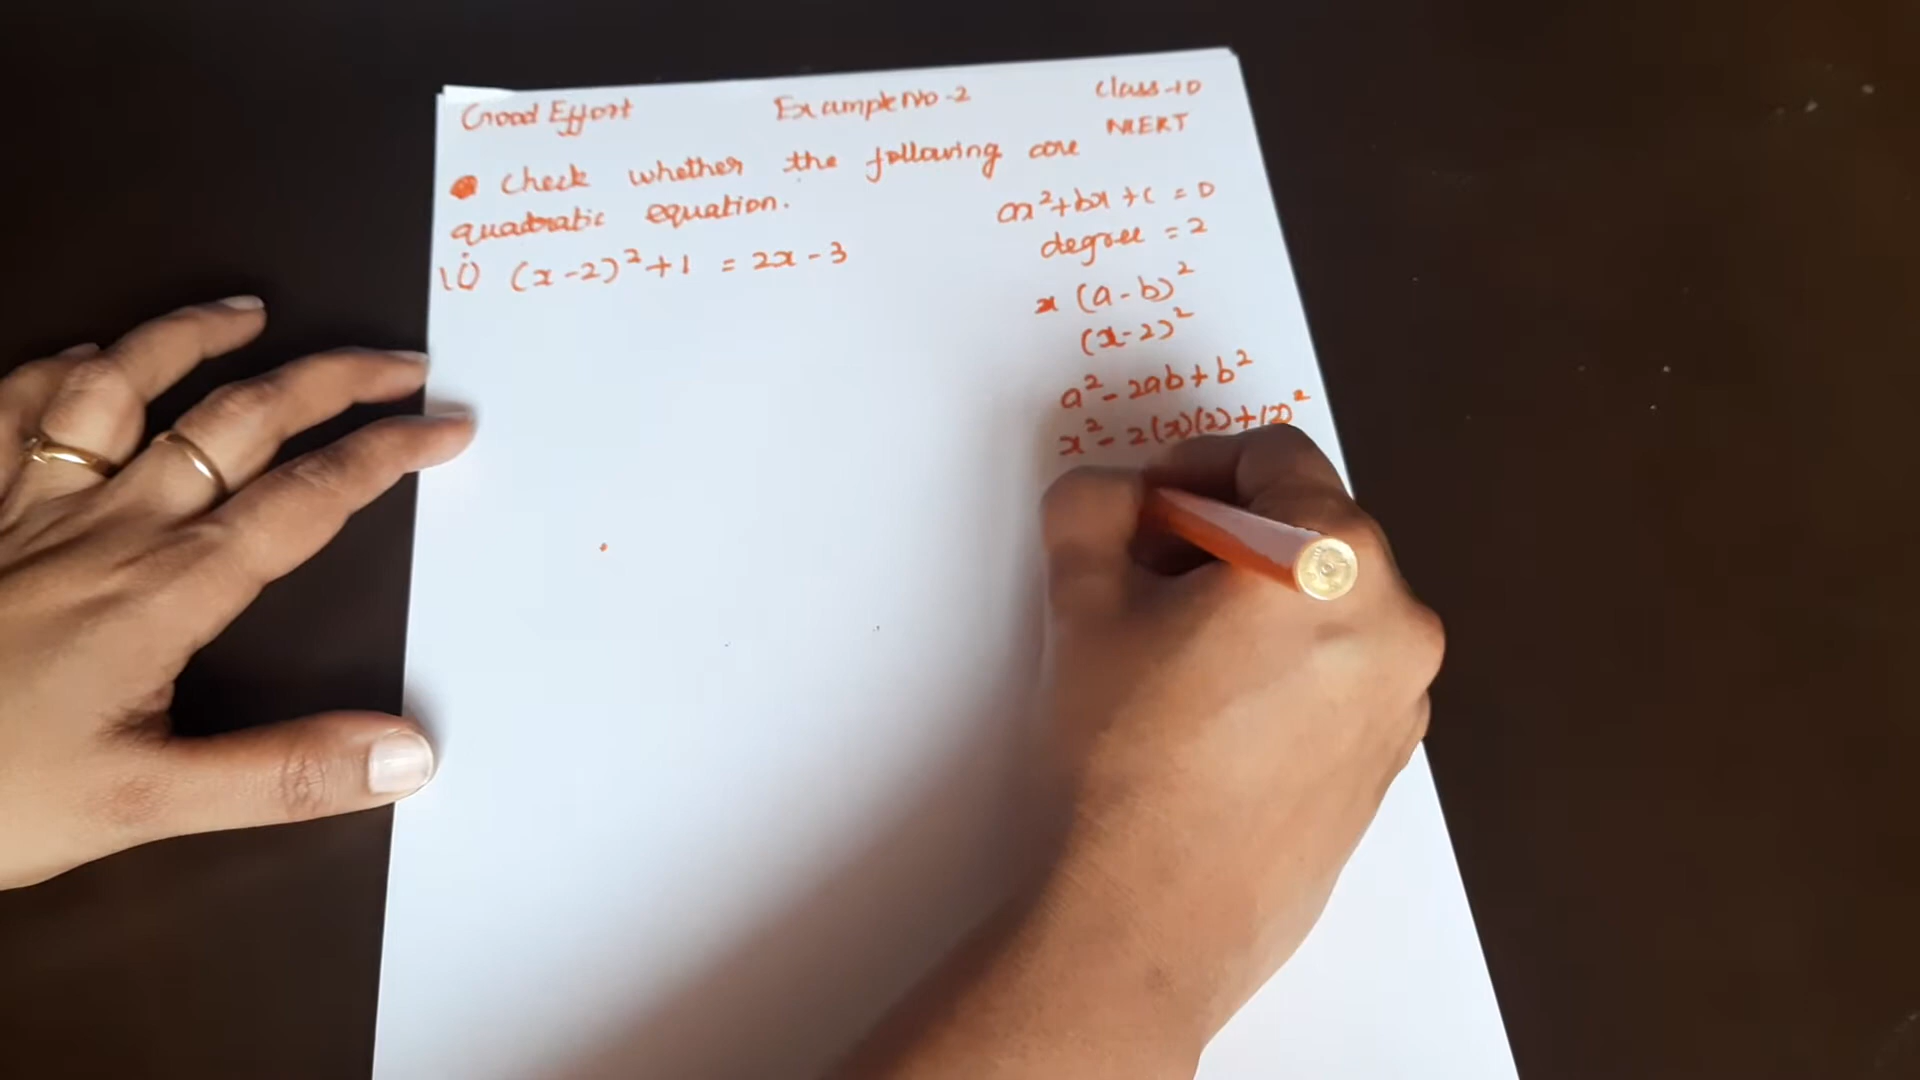 Good Effort Example No-2 Class-10
NCERT
Check whether the following are
quadratic equation.
(i) (x-2)²+1 = 2x-3
ax²+bx+c = 0
degree = 2
(a-b)²
(x-2)²
a²-2ab+b²
x²-2(x)(2)+(2)²